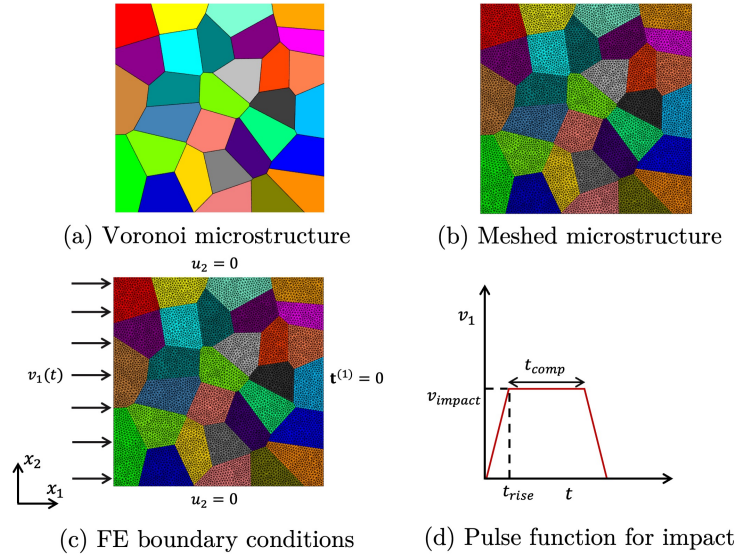 (a) Voronoi microstructure
(b) Meshed microstructure
u₂ = 0
v₁(t)
t⁽¹⁾ = 0
x₂
x₁
u₂ = 0
(c) FE boundary conditions
v₁
t_comp
v_impact
t_rise
t
(d) Pulse function for impact